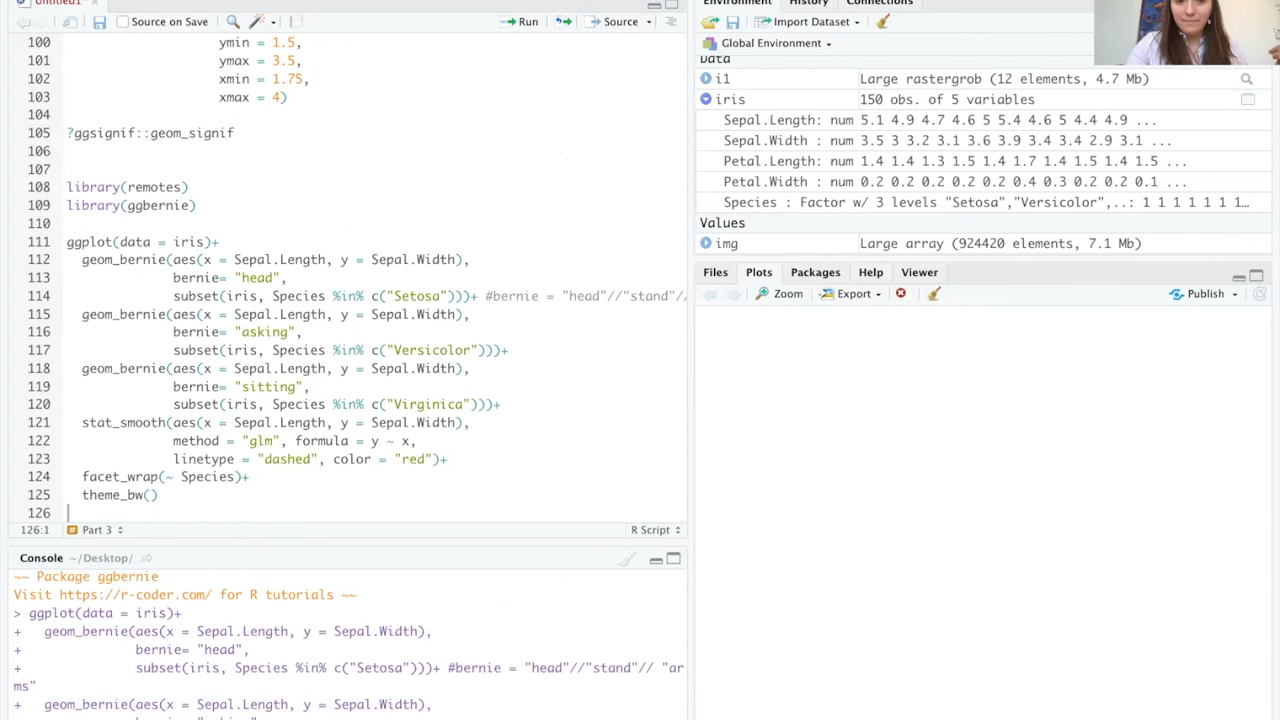 Untitled1*
Source on Save
Run
Source
100 ymin = 1.5,
101 ymax = 3.5,
102 xmin = 1.75,
103 xmax = 4)
104
105 ?ggsignif::geom_signif
106
107
108 library(remotes)
109 library(ggbernie)
110
111 ggplot(data = iris)+
112 geom_bernie(aes(x = Sepal.Length, y = Sepal.Width),
113 bernie= "head",
114 subset(iris, Species %in% c("Setosa")))+ #bernie = "head"//"stand"//
115 geom_bernie(aes(x = Sepal.Length, y = Sepal.Width),
116 bernie= "asking",
117 subset(iris, Species %in% c("Versicolor")))+
118 geom_bernie(aes(x = Sepal.Length, y = Sepal.Width),
119 bernie= "sitting",
120 subset(iris, Species %in% c("Virginica")))+
121 stat_smooth(aes(x = Sepal.Length, y = Sepal.Width),
122 method = "glm", formula = y ~ x,
123 linetype = "dashed", color = "red")+
124 facet_wrap(~ Species)+
125 theme_bw()
126
126:1 Part 3 R Script
Console ~/Desktop/
~~ Package ggbernie
Visit https://r-coder.com/ for R tutorials ~~
> ggplot(data = iris)+
+ geom_bernie(aes(x = Sepal.Length, y = Sepal.Width),
+ bernie= "head",
+ subset(iris, Species %in% c("Setosa")))+ #bernie = "head"//"stand"// "ar
ms"
+ geom_bernie(aes(x = Sepal.Length, y = Sepal.Width),
Environment History Connections
Import Dataset
Global Environment
Data
i1 Large rastergrob (12 elements, 4.7 Mb)
iris 150 obs. of 5 variables
Sepal.Length: num 5.1 4.9 4.7 4.6 5 5.4 4.6 5 4.4 4.9 ...
Sepal.Width : num 3.5 3 3.2 3.1 3.6 3.9 3.4 3.4 2.9 3.1 ...
Petal.Length: num 1.4 1.4 1.3 1.5 1.4 1.7 1.4 1.5 1.4 1.5 ...
Petal.Width : num 0.2 0.2 0.2 0.2 0.2 0.4 0.3 0.2 0.2 0.1 ...
Species : Factor w/ 3 levels "Setosa","Versicolor",..: 1 1 1 1 1 1 1...
Values
img Large array (924420 elements, 7.1 Mb)
Files Plots Packages Help Viewer
Zoom Export Publish